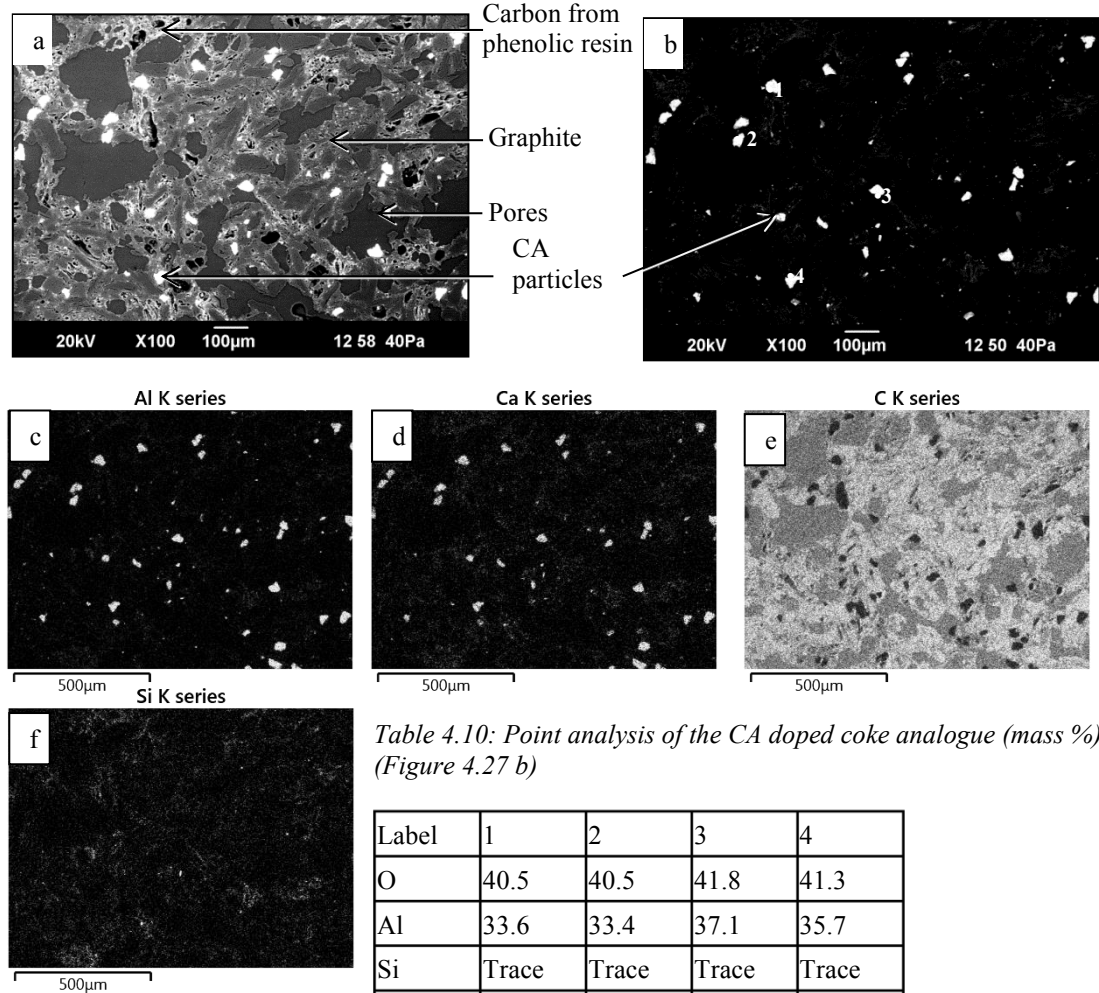 a
Carbon from
phenolic resin
Graphite
Pores
CA
particles
20kV X100 100µm 12 58 40Pa
b
1
2
3
4
20kV X100 100µm 12 50 40Pa
Al K series
c
500µm
Ca K series
d
500µm
C K series
e
500µm
Si K series
f
500µm
Table 4.10: Point analysis of the CA doped coke analogue (mass %)
(Figure 4.27 b)
Label 1 2 3 4
O 40.5 40.5 41.8 41.3
Al 33.6 33.4 37.1 35.7
Si Trace Trace Trace Trace